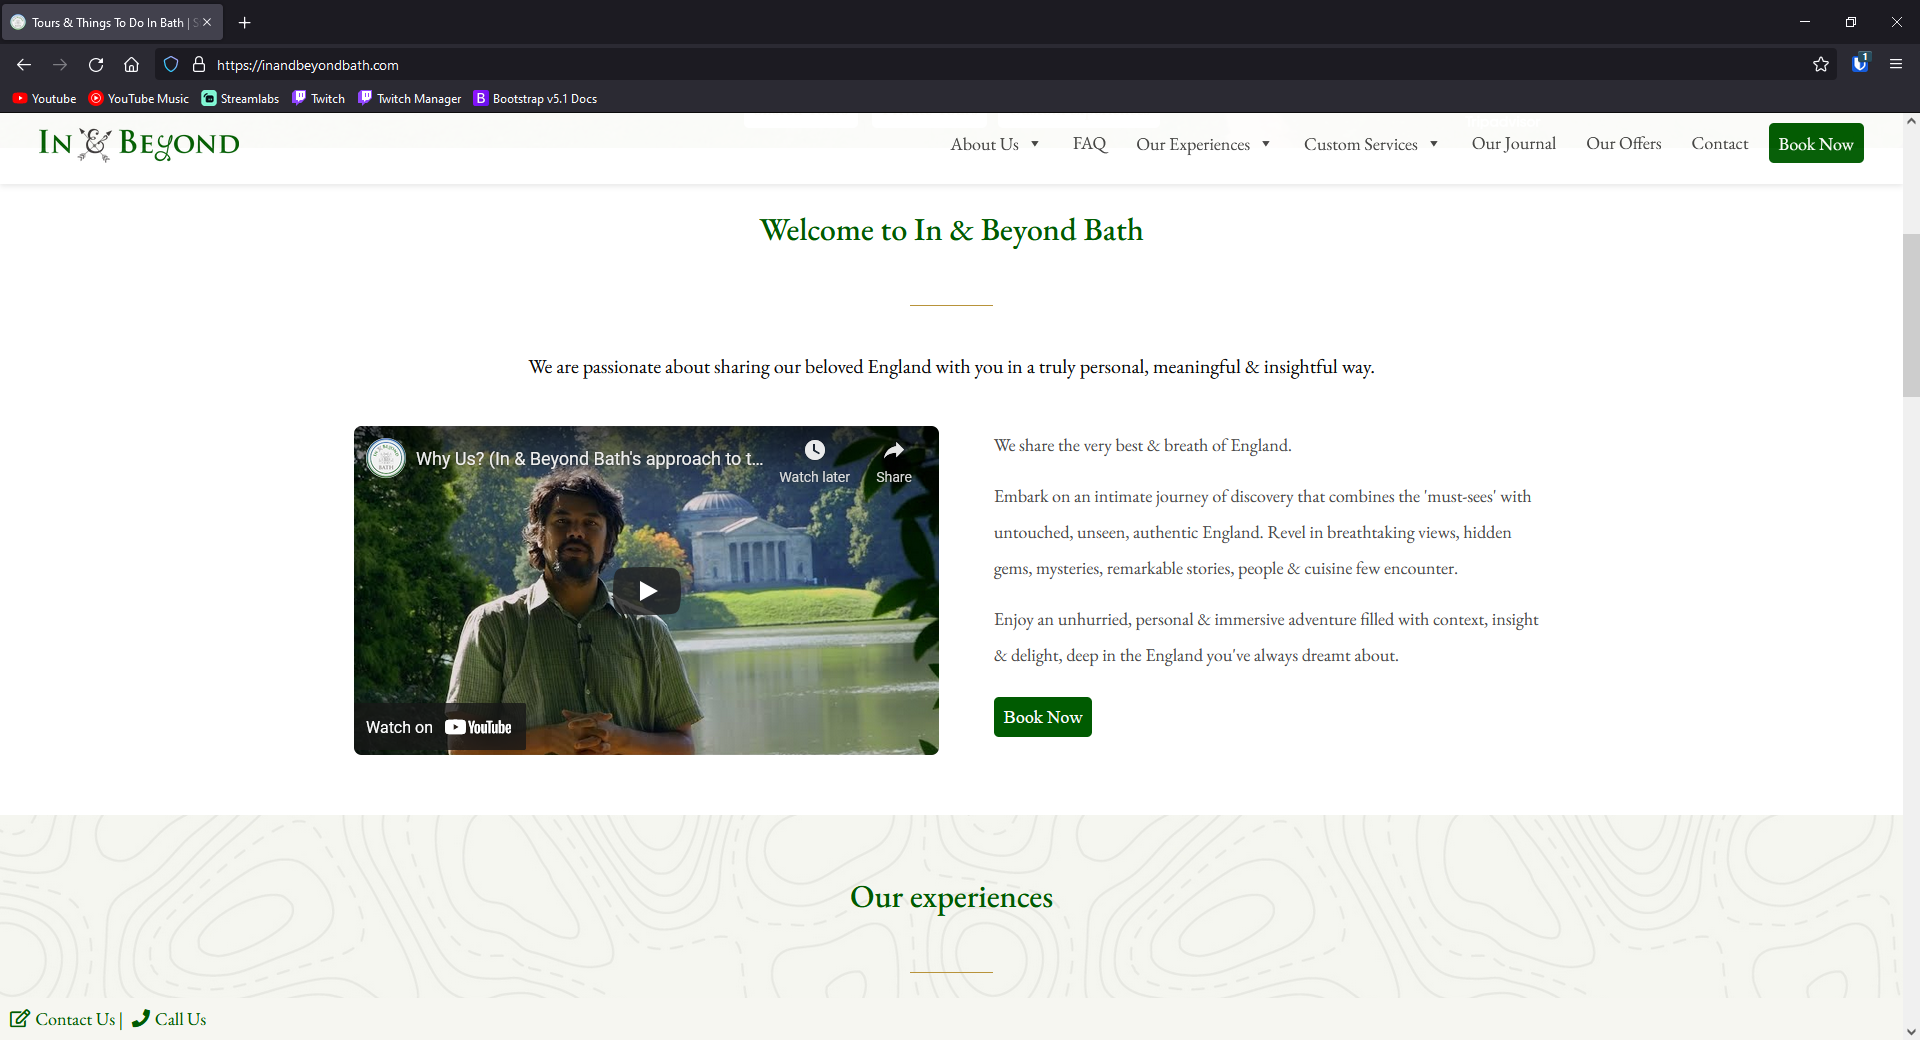 Tours & Things To Do In Bath | S
https://inandbeyondbath.com
1
Youtube YouTube Music Streamlabs Twitch Twitch Manager B Bootstrap v5.1 Docs
In & Beyond About Us FAQ Our Experiences Custom Services Our Journal Our Offers Contact Book Now
Welcome to In & Beyond Bath
We are passionate about sharing our beloved England with you in a truly personal, meaningful & insightful way.
Why Us? (In & Beyond Bath's approach to t...
Watch later Share
Watch on YouTube
We share the very best & breath of England.
Embark on an intimate journey of discovery that combines the 'must-sees' with
untouched, unseen, authentic England. Revel in breathtaking views, hidden
gems, mysteries, remarkable stories, people & cuisine few encounter.
Enjoy an unhurried, personal & immersive adventure filled with context, insight
& delight, deep in the England you've always dreamt about.
Book Now
Our experiences
Contact Us | Call Us